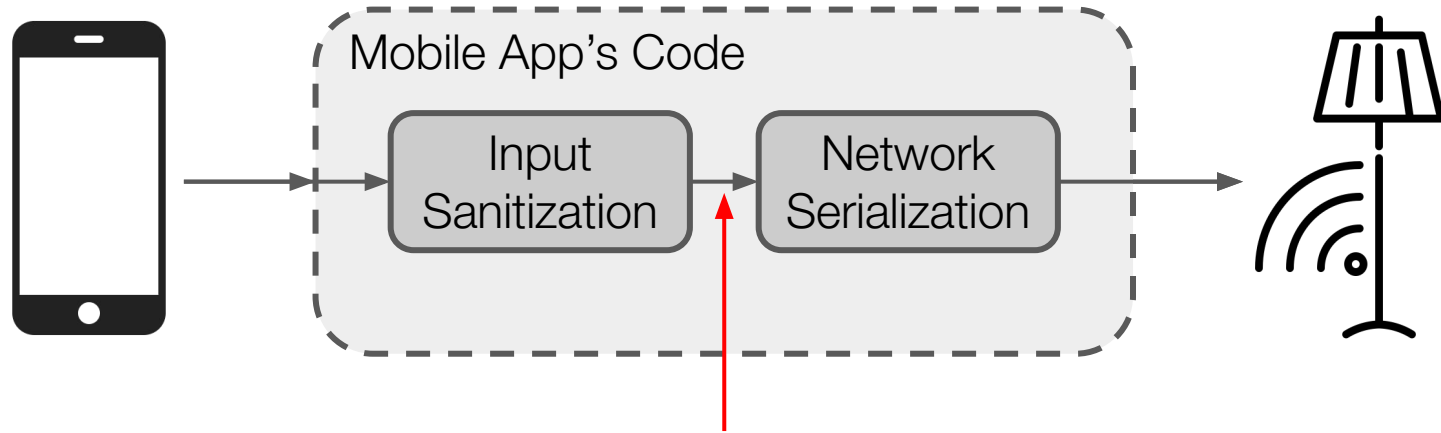 Mobile App’s Code
Input
Sanitization
Network
Serialization